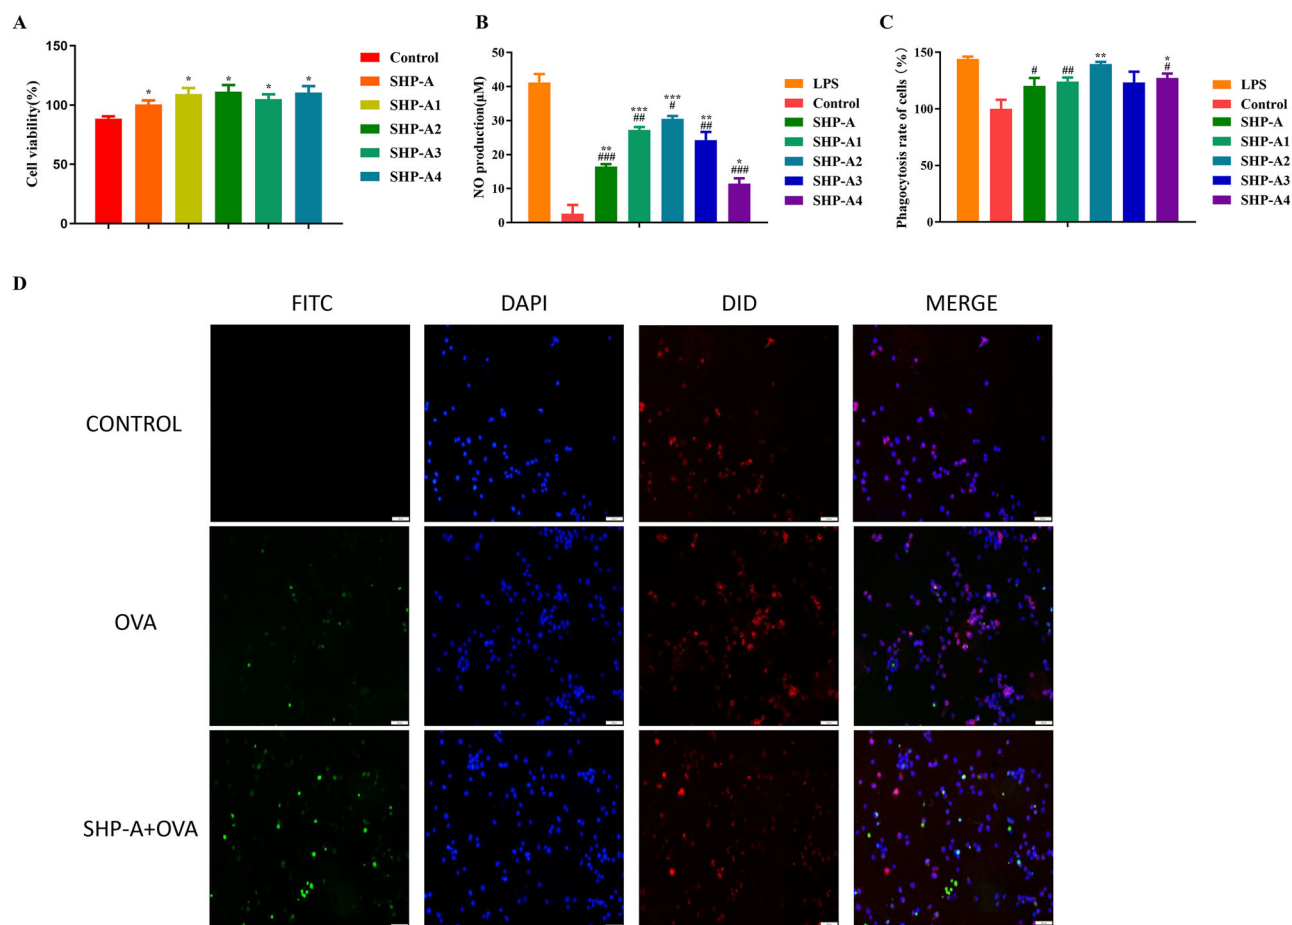 A
Cell viability(%)
150
100
50
0
*
*
*
*
*
Control
SHP-A
SHP-A1
SHP-A2
SHP-A3
SHP-A4
B
NO production(μM)
50
40
30
20
10
0
**
###
***
##
***
#
**
##
*
###
LPS
Control
SHP-A
SHP-A1
SHP-A2
SHP-A3
SHP-A4
C
Phagocytosis rate of cells (%)
150
100
50
0
#
##
**
*
#
LPS
Control
SHP-A
SHP-A1
SHP-A2
SHP-A3
SHP-A4
D
FITC DAPI DID MERGE
CONTROL
OVA
SHP-A+OVA